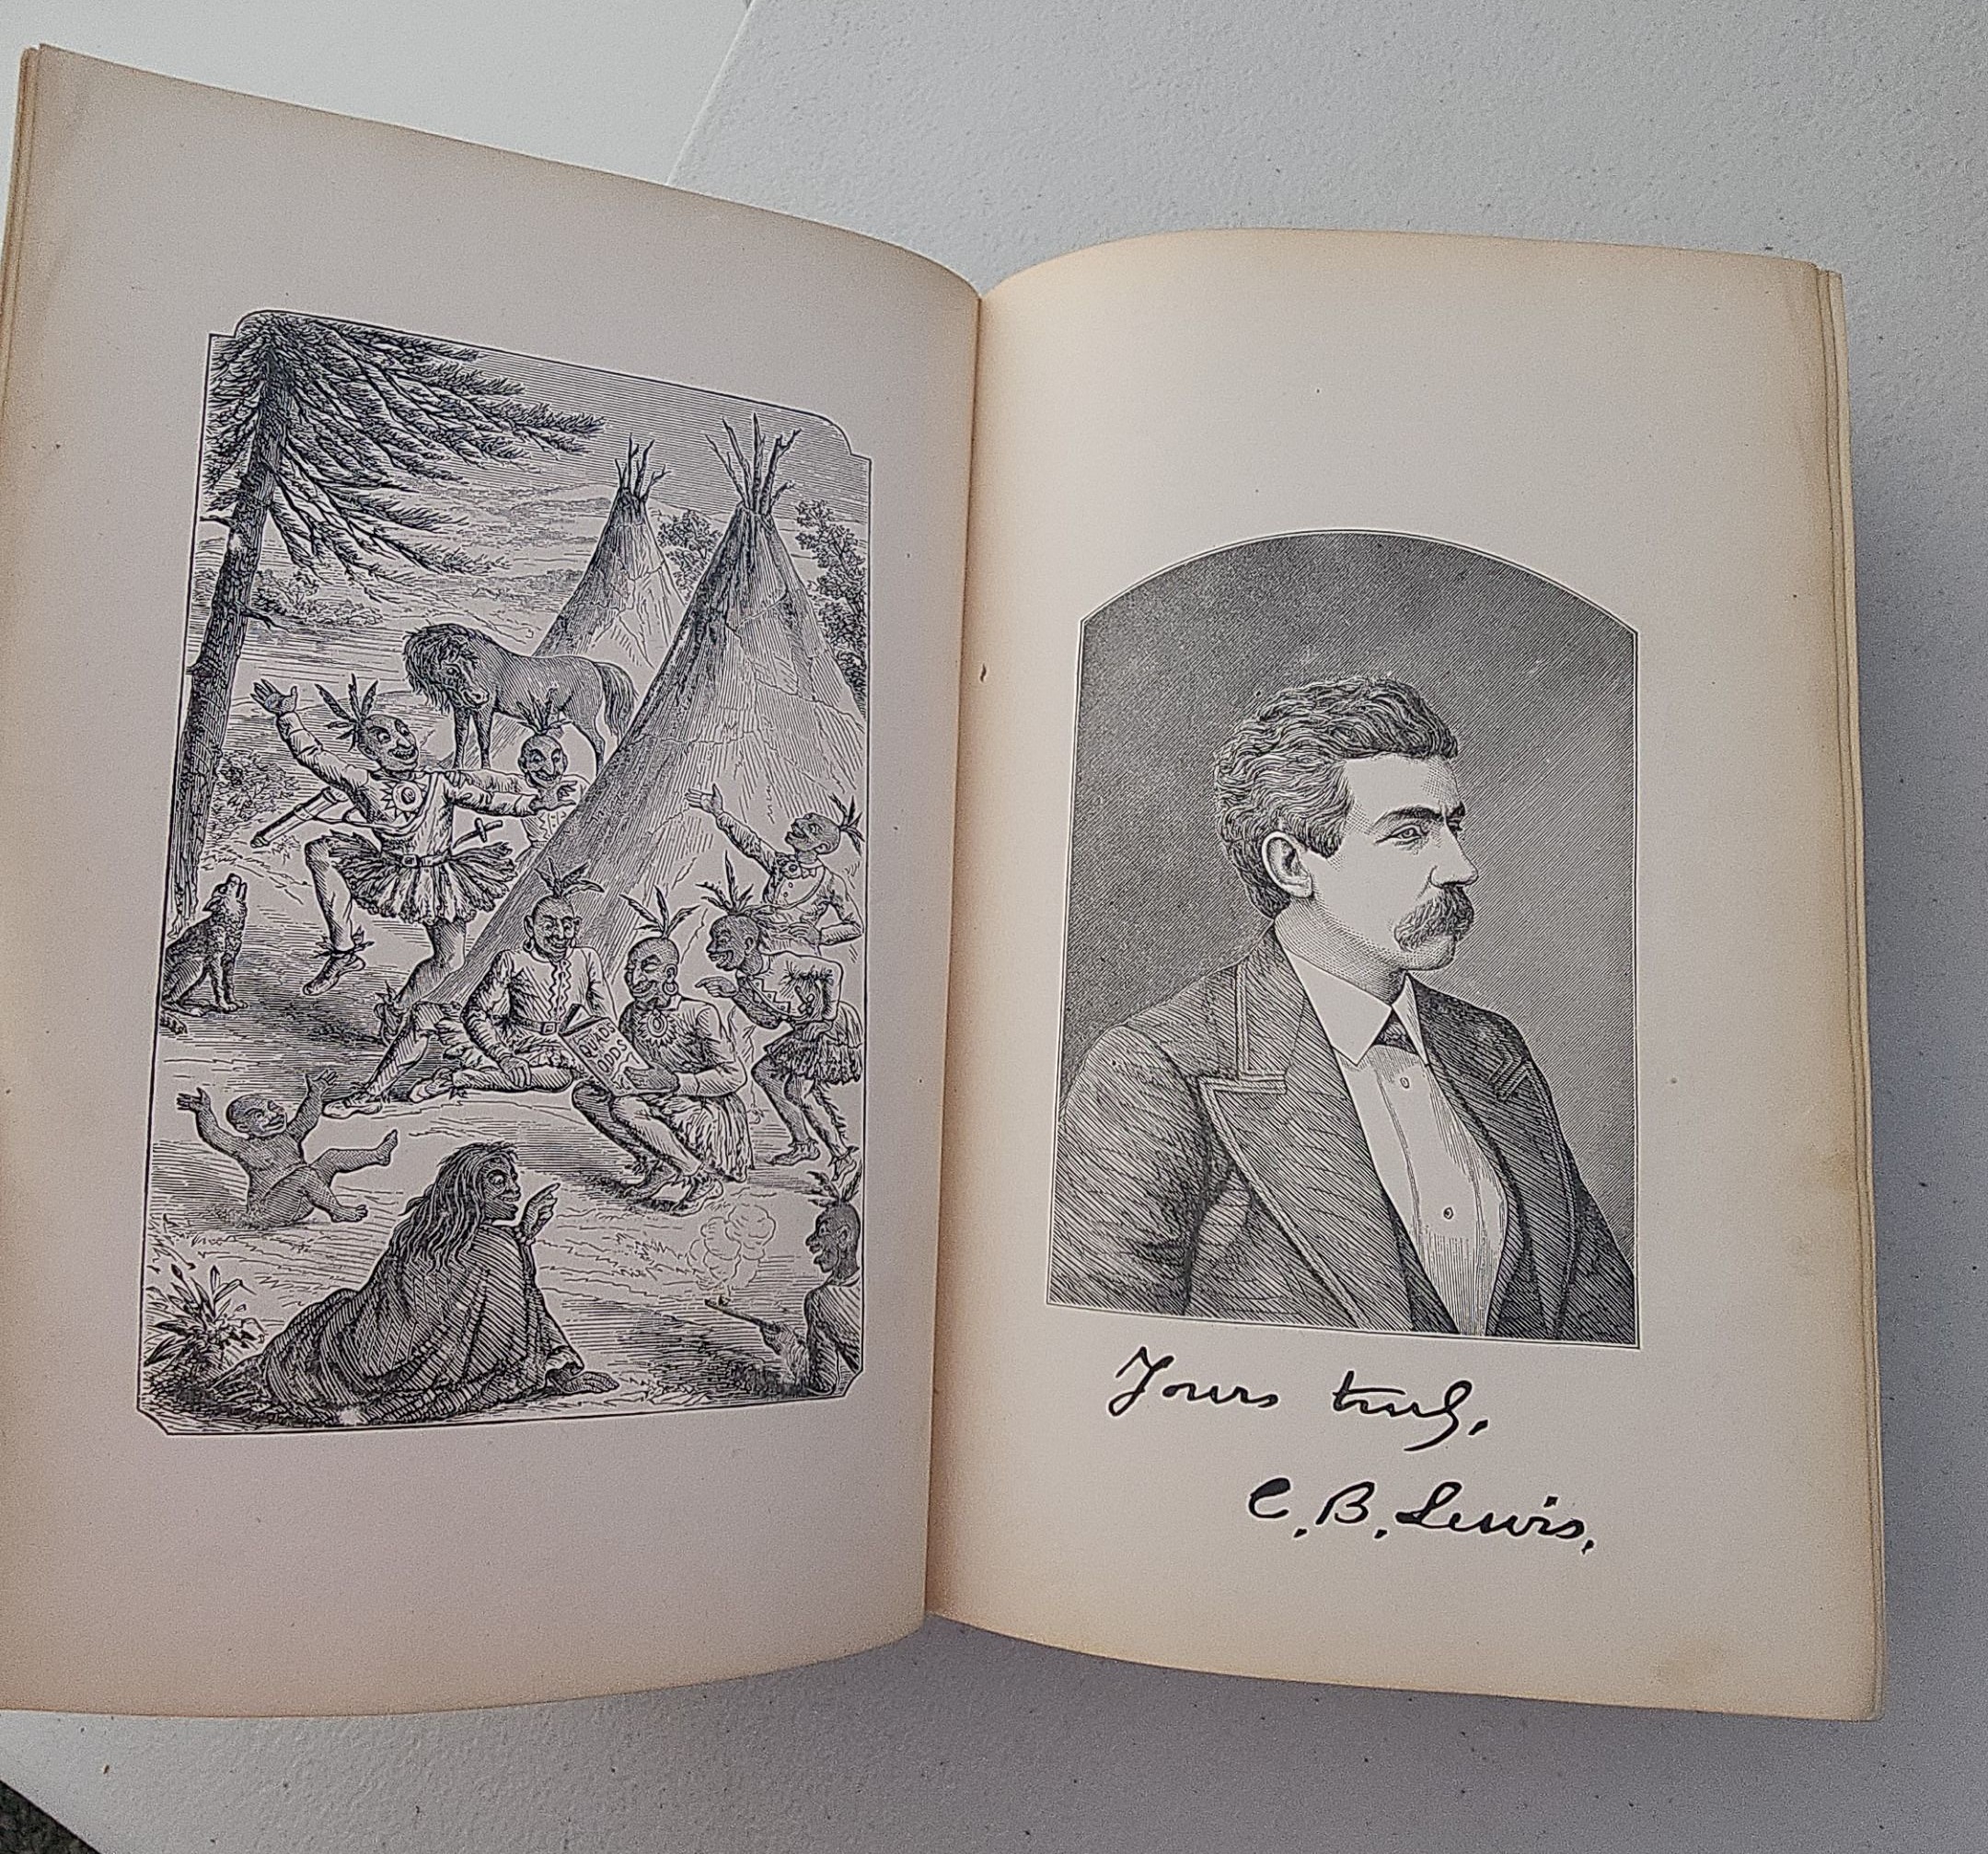 QUADS
ODDS
Yours truly,
C. B. Lewis.